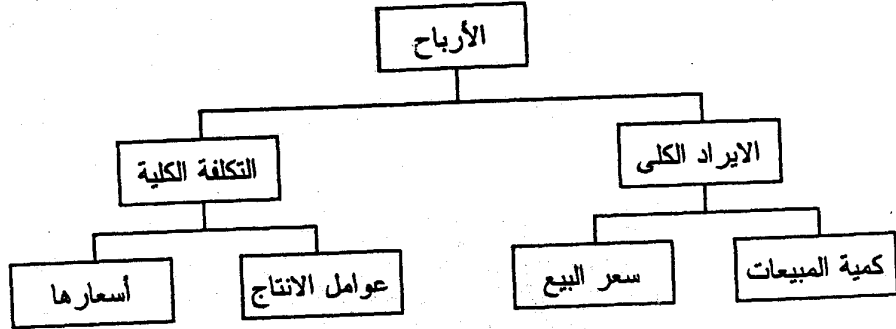 الأرباح
الايراد الكلى
التكلفة الكلية
كمية المبيعات
سعر البيع
عوامل الانتاج
أسعارها